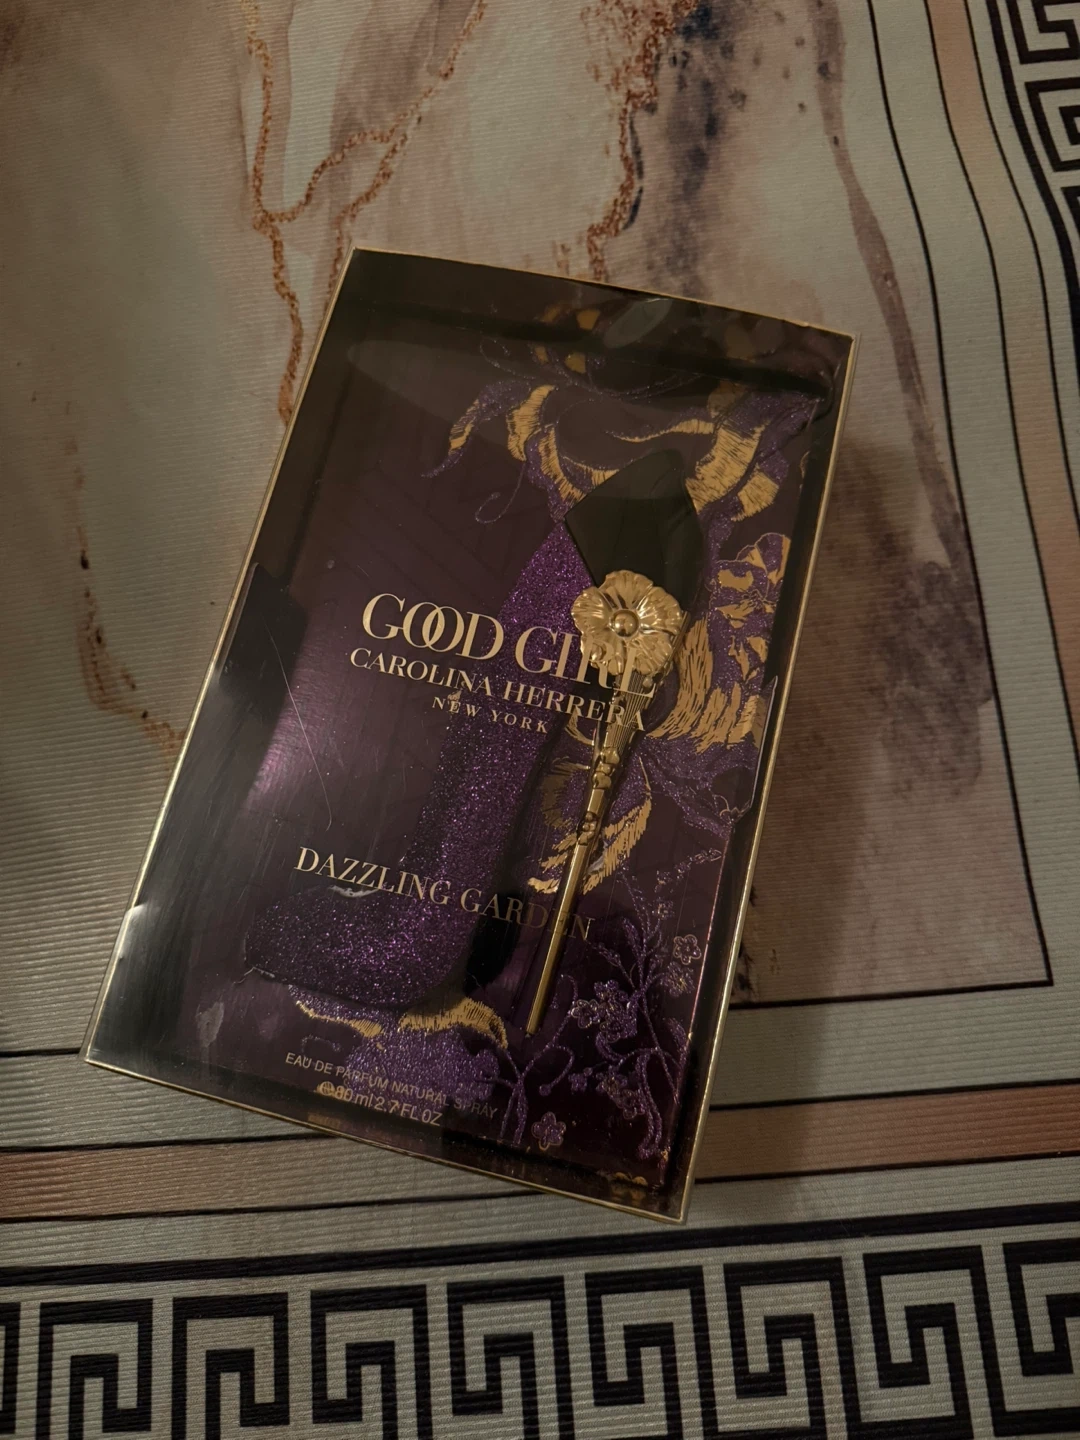 GOOD GIRL
CAROLINA HERRERA
NEW YORK
DAZZLING GARDEN
EAU DE PARFUM NATURAL SPRAY
℮80 ml 2.7 FL OZ